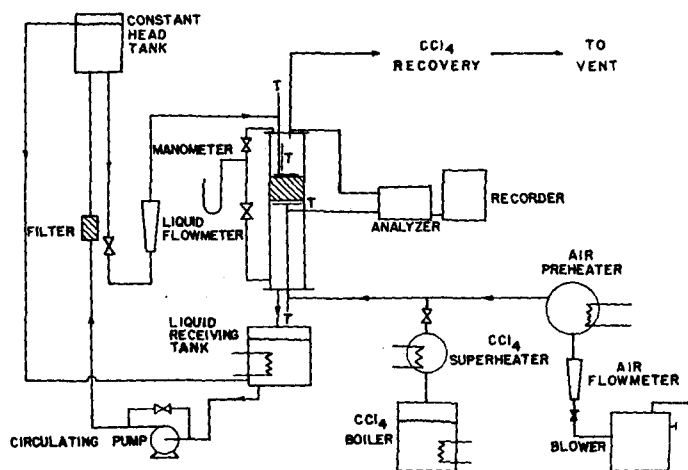 CONSTANT
HEAD
TANK
CCl4
RECOVERY
TO
VENT
T
MANOMETER
T
T
FILTER
LIQUID
FLOWMETER
ANALYZER
RECORDER
AIR
PREHEATER
LIQUID
RECEIVING
TANK
T
CCl4
SUPERHEATER
AIR
FLOWMETER
CCl4
BOILER
BLOWER
CIRCULATING PUMP